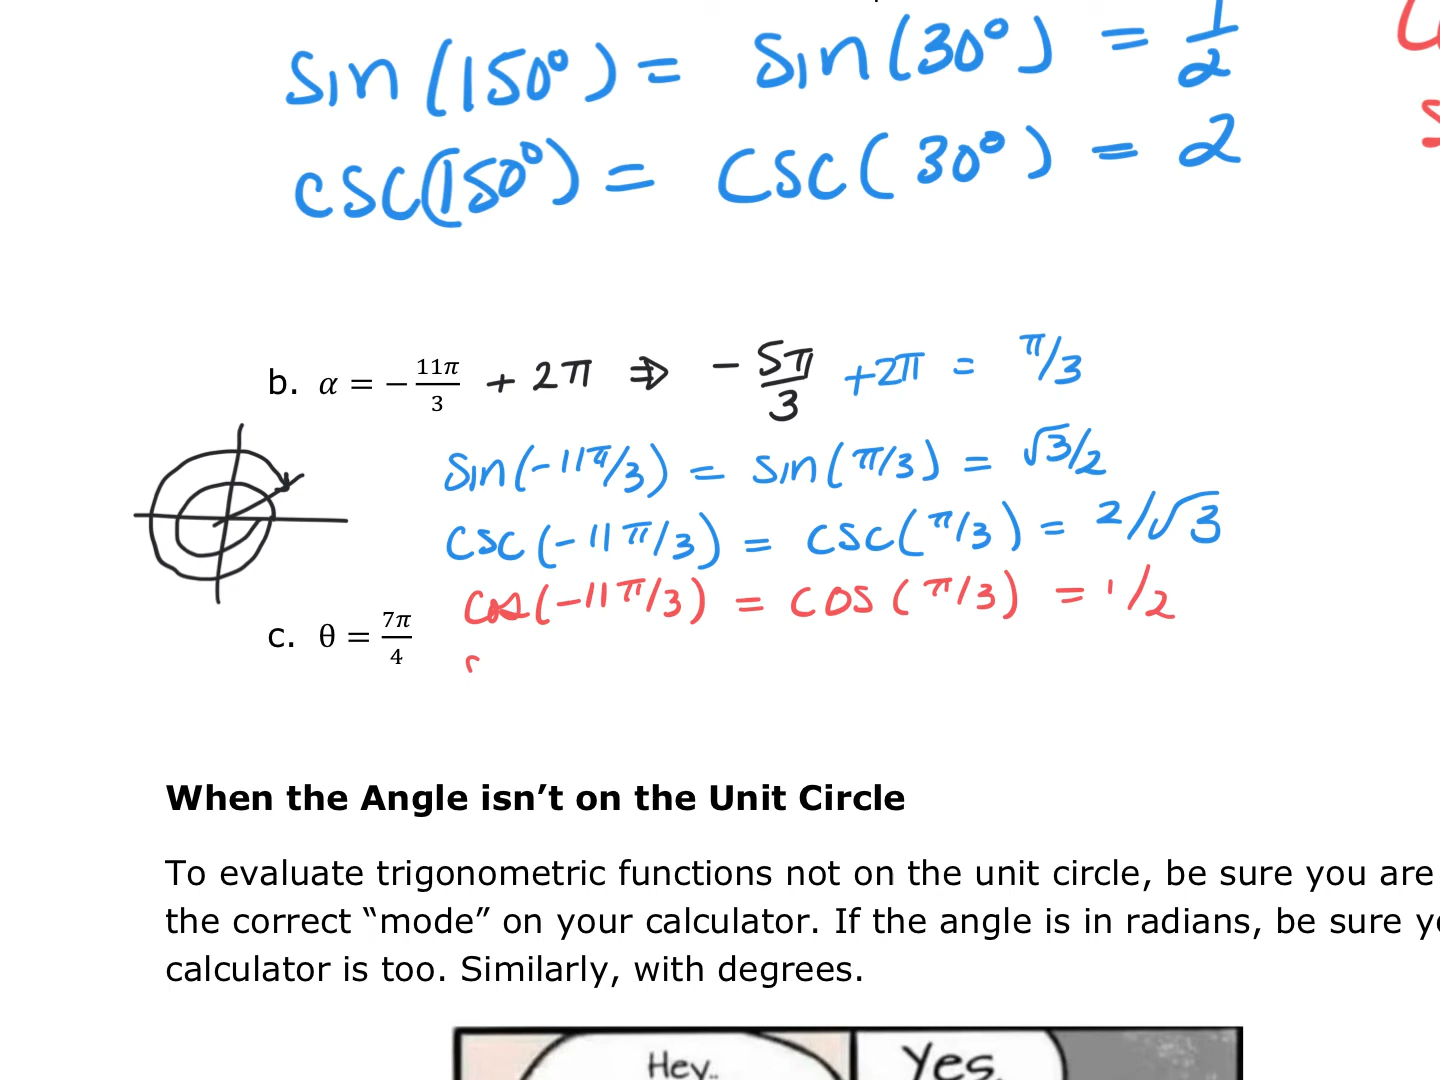 sin(150°) = sin(30°) = 1/2
csc(150°) = csc(30°) = 2
b. α = −11π/3 + 2π ⇒ −5π/3 + 2π = π/3
sin(-11π/3) = sin(π/3) = √3/2
csc(-11π/3) = csc(π/3) = 2/√3
cos(-11π/3) = cos(π/3) = 1/2
c. θ = 7π/4
When the Angle isn’t on the Unit Circle
To evaluate trigonometric functions not on the unit circle, be sure you are
the correct “mode” on your calculator. If the angle is in radians, be sure
calculator is too. Similarly, with degrees.
Hey..
Yes.